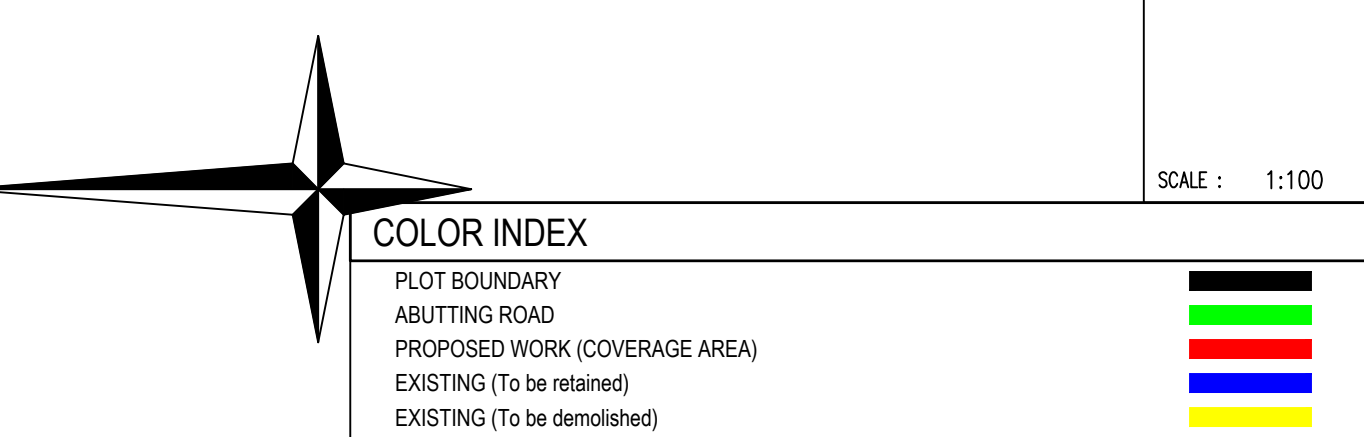 SCALE : 1:100
COLOR INDEX
PLOT BOUNDARY
ABUTTING ROAD
PROPOSED WORK (COVERAGE AREA)
EXISTING (To be retained)
EXISTING (To be demolished)